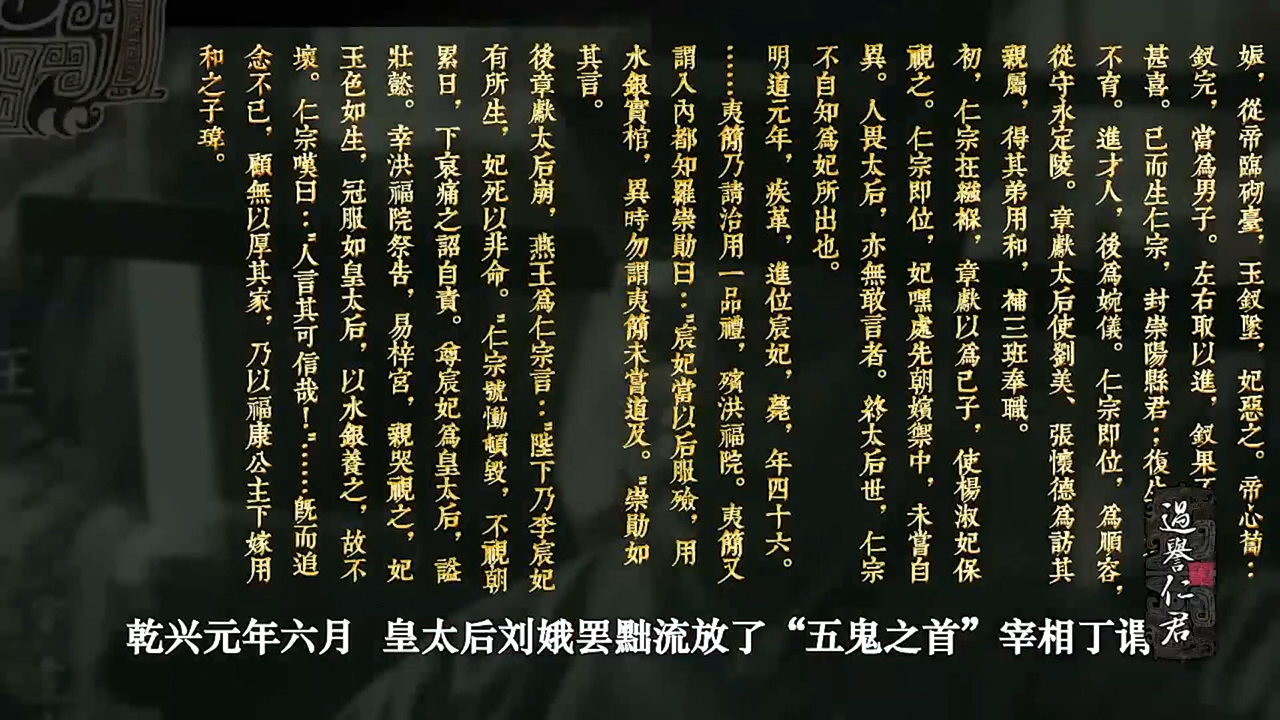 娠，從帝臨砌臺，玉釵墜，妃惡之。帝心蔔：
釵完，當為男子。左右取以進，釵果不
甚喜。已而生仁宗，封崇陽縣君；復生
不育。進才人，後為婉儀。仁宗即位，為順容，
從守永定陵。章獻太后使劉美、張懷德為訪其
親屬，得其弟用和，補三班奉職。
初，仁宗在繈褓，章獻以為己子，使楊淑妃保
視之。仁宗即位，妃嘿處先朝嬪禦中，未嘗自
異。人畏太后，亦無敢言者。終太后世，仁宗
不自知為妃所出也。
明道元年，疾革，進位宸妃，薨，年四十六。
……夷簡乃請治用一品禮，殯洪福院。夷簡又
謂入內都知羅崇勛曰：“宸妃當以后服殮，用
水銀實棺，異時勿謂夷簡未嘗道及。”崇勛如
其言。
後章獻太后崩，燕王為仁宗言：“陛下乃李宸妃
有所生，妃死以非命。”仁宗號慟頓毀，不視朝
累日，下哀痛之詔自責。尊宸妃為皇太后，謚
壯懿。幸洪福院祭告，易梓宮，親哭視之，妃
玉色如生，冠服如皇太后，以水銀養之，故不
壞。仁宗嘆曰：“人言其可信哉！”……既而追
念不已，顧無以厚其家，乃以福康公主下嫁用
和之子瑋。
過譽仁君
乾兴元年六月 皇太后刘娥罢黜流放了“五鬼之首”宰相丁谓